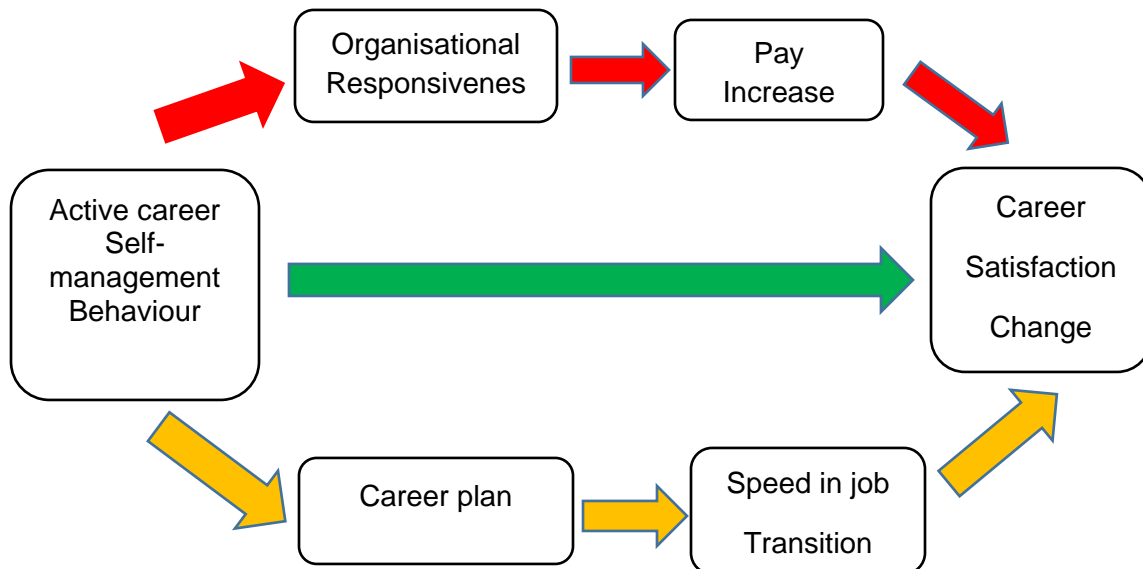 Organisational
Responsivenes
Pay
Increase
Active career
Self-
management
Behaviour
Career
Satisfaction
Change
Career plan
Speed in job
Transition